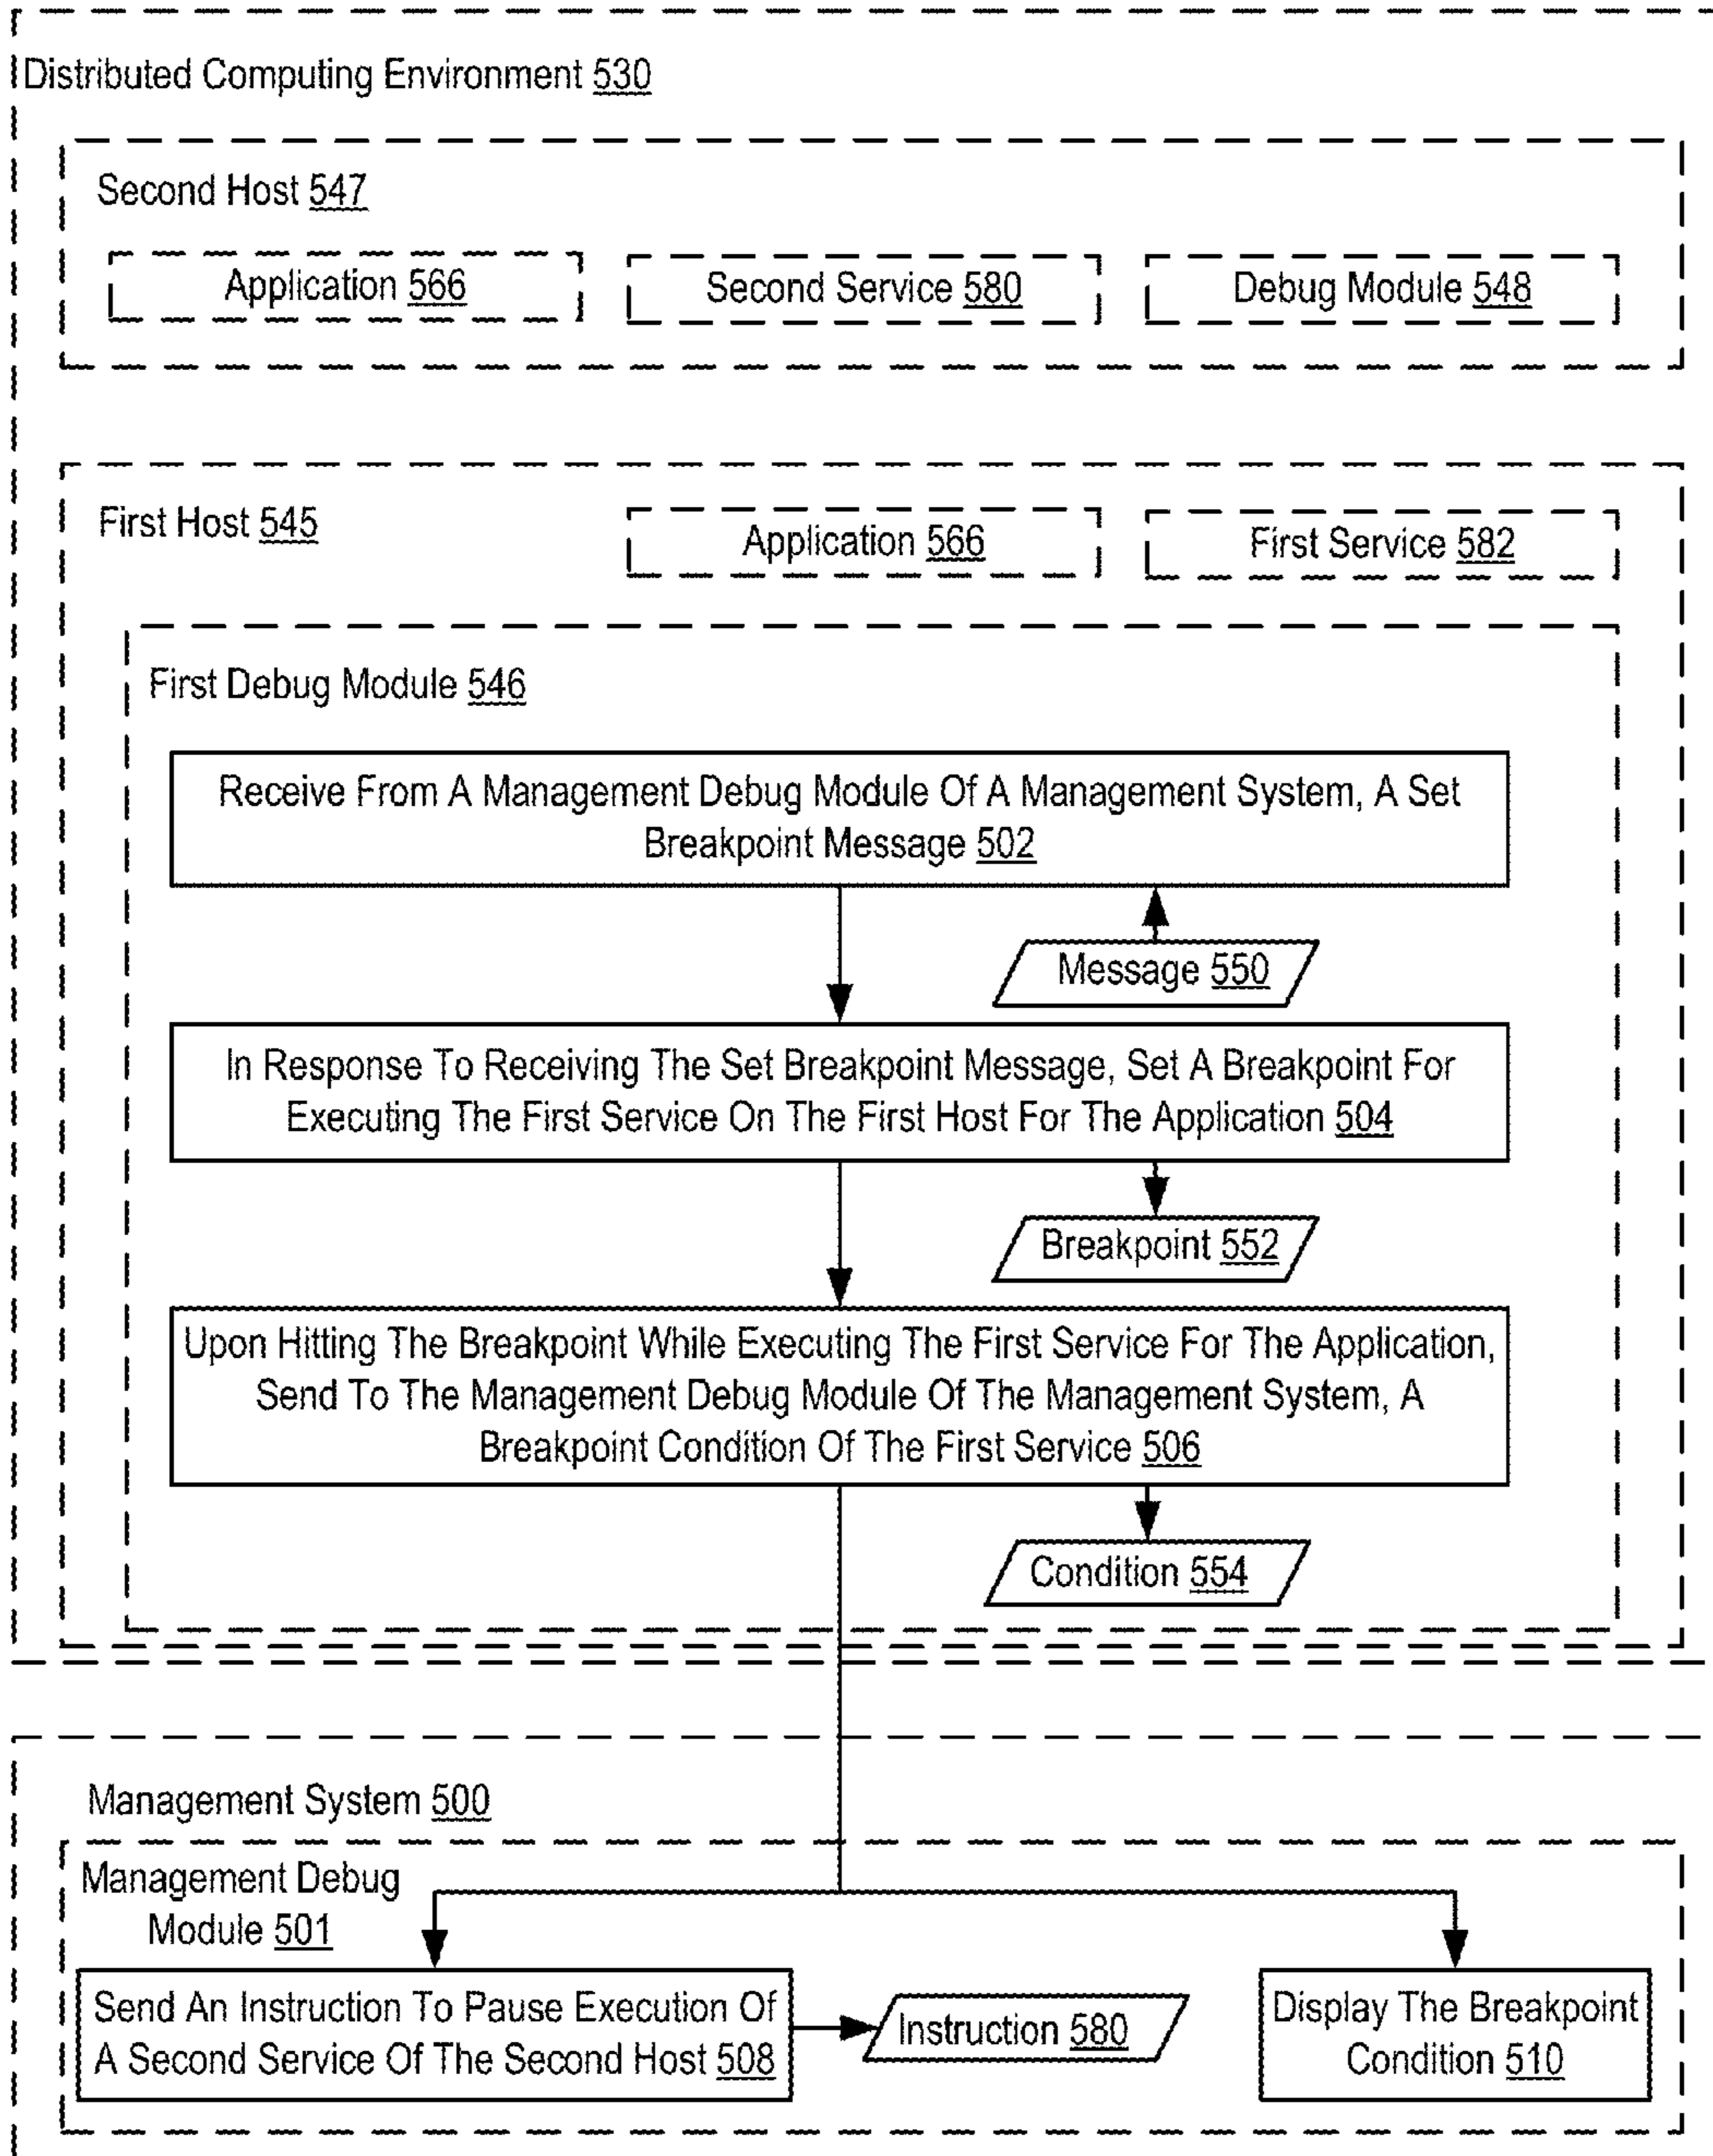 Distributed Computing Environment 530
Second Host 547
Application 566
Second Service 580
Debug Module 548
First Host 545
Application 566
First Service 582
First Debug Module 546
Receive From A Management Debug Module Of A Management System, A Set
Breakpoint Message 502
Message 550
In Response To Receiving The Set Breakpoint Message, Set A Breakpoint For
Executing The First Service On The First Host For The Application 504
Breakpoint 552
Upon Hitting The Breakpoint While Executing The First Service For The Application,
Send To The Management Debug Module Of The Management System, A
Breakpoint Condition Of The First Service 506
Condition 554
Management System 500
Management Debug
Module 501
Send An Instruction To Pause Execution Of
A Second Service Of The Second Host 508
Instruction 580
Display The Breakpoint
Condition 510